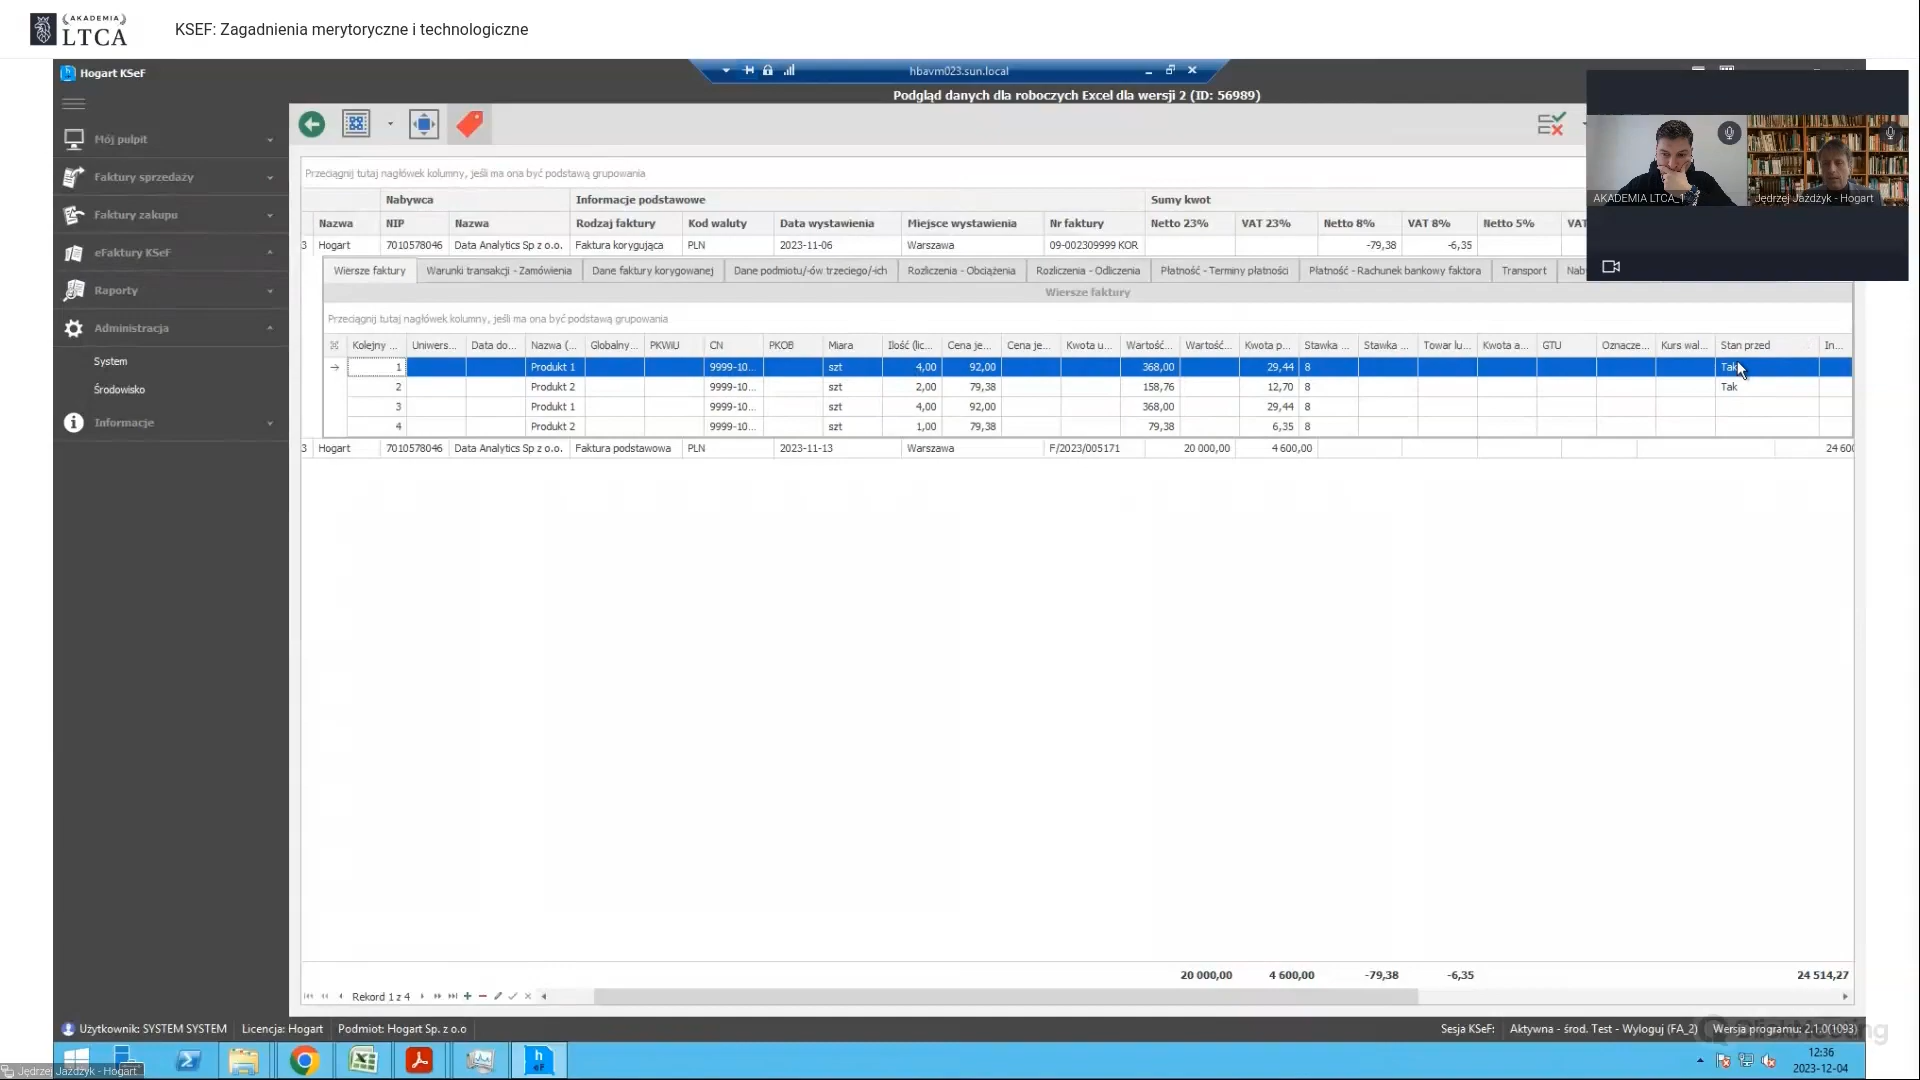 AKADEMIA
LTCA
KSEF: Zagadnienia merytoryczne i technologiczne
Hogart KSeF
hbavm023.sun.local
Podgląd danych dla roboczych Excel dla wersji 2 (ID: 56989)
Mój pulpit
Faktury sprzedaży
Faktury zakupu
eFaktury KSeF
Raporty
Administracja
System
Środowisko
Informacje
AKADEMIA LTCA_1
Jędrzej Jażdżyk - Hogart
Przeciągnij tutaj nagłówek kolumny, jeśli ma ona być podstawą grupowania
Nabywca Informacje podstawowe Sumy kwot
Nazwa NIP Nazwa Rodzaj faktury Kod waluty Data wystawienia Miejsce wystawienia Nr faktury Netto 23% VAT 23% Netto 8% VAT 8% Netto 5% VAT
3 Hogart 7010578046 Data Analytics Sp z o.o. Faktura korygująca PLN 2023-11-06 Warszawa 09-002309999 KOR -79,38 -6,35
Wiersze faktury Warunki transakcji - Zamówienia Dane faktury korygowanej Dane podmiotu/-ów trzeciego/-ich Rozliczenia - Obciążenia Rozliczenia - Odliczenia Płatność - Terminy płatności Płatność - Rachunek bankowy faktora Transport Nab
Wiersze faktury
Przeciągnij tutaj nagłówek kolumny, jeśli ma ona być podstawą grupowania
Kolejny ... Uniwers... Data do... Nazwa (... Globalny... PKWiU CN PKOB Miara Ilość (lic... Cena je... Cena je... Kwota u... Wartość... Wartość... Kwota p... Stawka ... Stawka ... Towar lu... Kwota a... GTU Oznacze... Kurs wal... Stan przed In...
1 Produkt 1 9999-10... szt 4,00 92,00 368,00 29,44 8 Tak
2 Produkt 2 9999-10... szt 2,00 79,38 158,76 12,70 8 Tak
3 Produkt 1 9999-10... szt 4,00 92,00 368,00 29,44 8
4 Produkt 2 9999-10... szt 1,00 79,38 79,38 6,35 8
3 Hogart 7010578046 Data Analytics Sp z o.o. Faktura podstawowa PLN 2023-11-13 Warszawa F/2023/005171 20 000,00 4 600,00 24 600
20 000,00 4 600,00 -79,38 -6,35 24 514,27
Rekord 1 z 4
Użytkownik: SYSTEM SYSTEM Licencja: Hogart Podmiot: Hogart Sp. z o.o Sesja KSeF: Aktywna - środ. Test - Wyloguj (FA_2) Wersja programu: 2.1.0(1093)
ClickMeeting
12:36
2023-12-04
Jędrzej Jażdżyk - Hogart